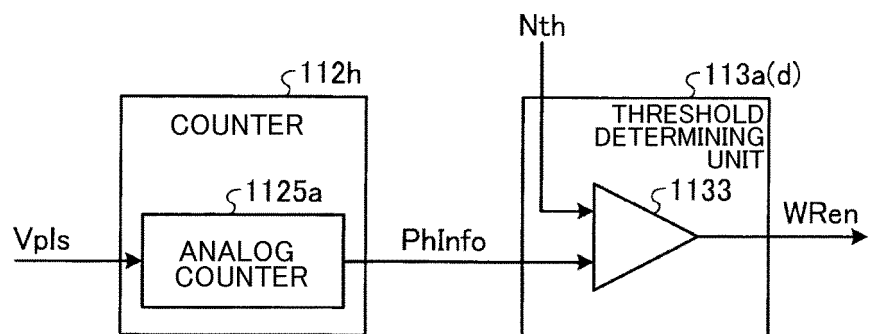 Nth
112h
113a(d)
COUNTER
THRESHOLD
DETERMINING
UNIT
1125a
1133
Vpls
ANALOG
COUNTER
PhInfo
WRen